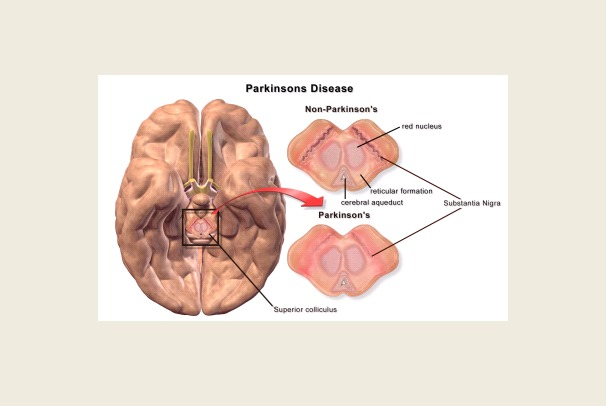 Parkinsons Disease
Non-Parkinson's
red nucleus
reticular formation
cerebral aqueduct
Substantia Nigra
Parkinson's
Superior colliculus